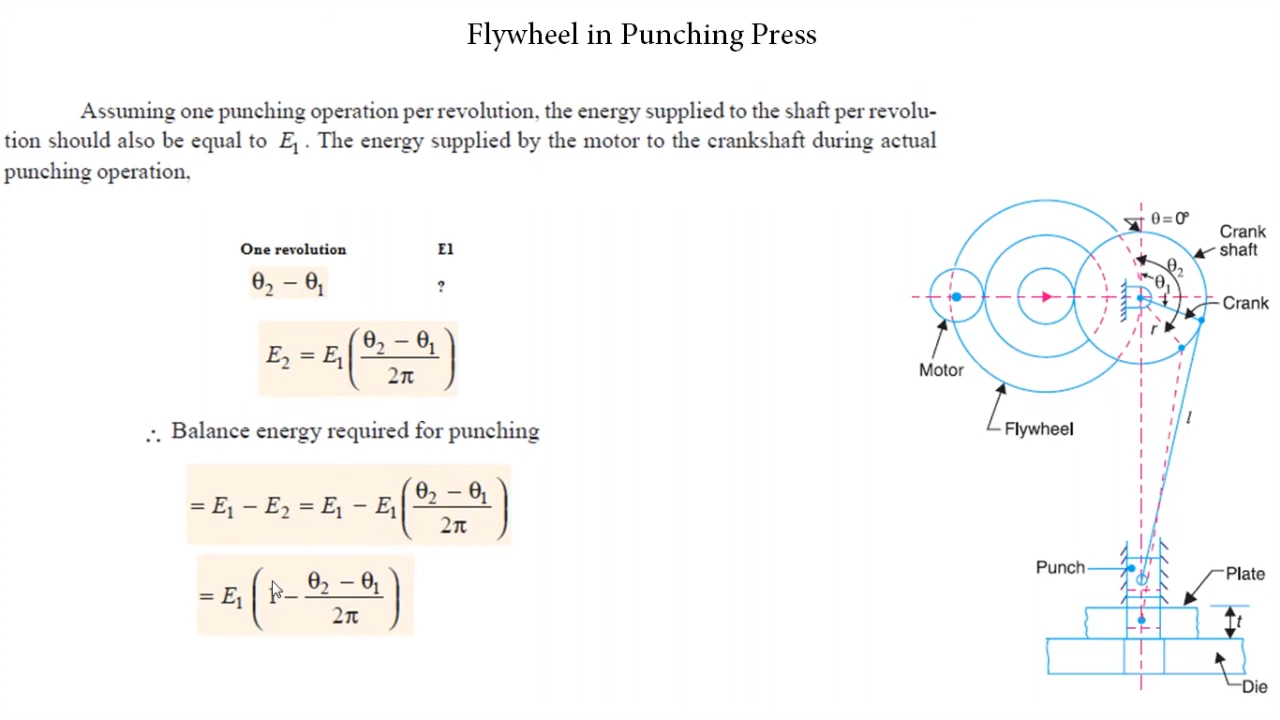 Flywheel in Punching Press
Assuming one punching operation per revolution, the energy supplied to the shaft per revolu-
tion should also be equal to E₁ . The energy supplied by the motor to the crankshaft during actual
punching operation,
One revolution E1
θ₂ − θ₁ ?
E₂ = E₁((θ₂ − θ₁)/2π)
∴ Balance energy required for punching
= E₁ − E₂ = E₁ − E₁((θ₂ − θ₁)/2π)
= E₁(1 − (θ₂ − θ₁)/2π)
θ=0°
Crank
shaft
θ₂
θ₁
Crank
r
Motor
Flywheel
l
Punch
Plate
t
Die